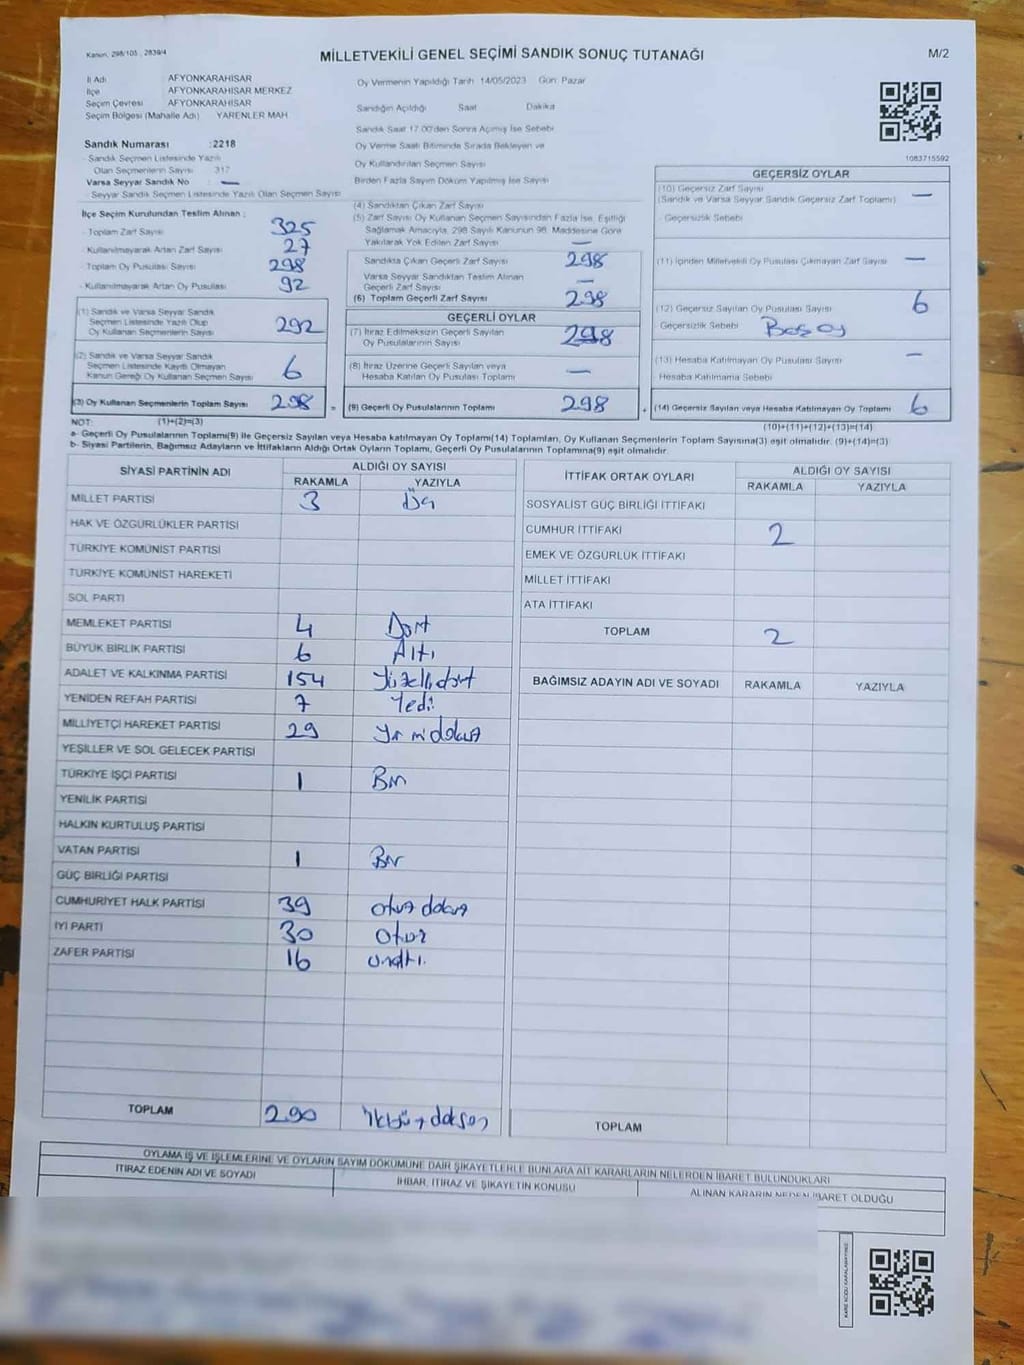 Kanun, 298/105 , 2839/4
MİLLETVEKİLİ GENEL SEÇİMİ SANDIK SONUÇ TUTANAĞI
M/2
İl Adı : AFYONKARAHİSAR
İlçe : AFYONKARAHİSAR MERKEZ
Seçim Çevresi : AFYONKARAHİSAR
Seçim Bölgesi (Mahalle Adı) : YARENLER MAH
Sandık Numarası :2218
- Sandık Seçmen Listesinde Yazılı
Olan Seçmenlerin Sayısı : 317
Varsa Seyyar Sandık No : —
- Seyyar Sandık Seçmen Listesinde Yazılı Olan Seçmen Sayısı
İlçe Seçim Kurulundan Teslim Alınan ;
- Toplam Zarf Sayısı 325
- Kullanılmayarak Artan Zarf Sayısı 27
- Toplam Oy Pusulası Sayısı 298
- Kullanılmayarak Artan Oy Pusulası 92
(1) Sandık ve Varsa Seyyar Sandık
Seçmen Listesinde Yazılı Olup
Oy Kullanan Seçmenlerin Sayısı 292
(2) Sandık ve Varsa Seyyar Sandık
Seçmen Listesinde Kayıtlı Olmayan
Kanun Gereği Oy Kullanan Seçmen Sayısı 6
(3) Oy Kullanan Seçmenlerin Toplam Sayısı 298 =
Oy Vermenin Yapıldığı Tarih 14/05/2023 Gün: Pazar
Sandığın Açıldığı Saat Dakika
Sandık Saat 17.00'den Sonra Açılmış İse Sebebi
Oy Verme Saati Bitiminde Sırada Bekleyen ve
Oy Kullandırılan Seçmen Sayısı
Birden Fazla Sayım Döküm Yapılmış İse Sayısı
(4) Sandıktan Çıkan Zarf Sayısı
(5) Zarf Sayısı Oy Kullanan Seçmen Sayısından Fazla İse, Eşitliği
Sağlamak Amacıyla, 298 Sayılı Kanunun 98. Maddesine Göre
Yakılarak Yok Edilen Zarf Sayısı —
Sandıkta Çıkan Geçerli Zarf Sayısı 298
Varsa Seyyar Sandıktan Teslim Alınan
Geçerli Zarf Sayısı —
(6) Toplam Geçerli Zarf Sayısı 298
GEÇERLİ OYLAR
(7) İtiraz Edilmeksizin Geçerli Sayılan
Oy Pusulalarının Sayısı 298
(8) İtiraz Üzerine Geçerli Sayılan veya
Hesaba Katılan Oy Pusulası Toplamı —
(9) Geçerli Oy Pusulalarının Toplamı 298 +
1083715592
GEÇERSİZ OYLAR
(10) Geçersiz Zarf Sayısı
(Sandık ve Varsa Seyyar Sandık Geçersiz Zarf Toplamı) —
- Geçersizlik Sebebi
(11) İçinden Milletvekili Oy Pusulası Çıkmayan Zarf Sayısı —
(12) Geçersiz Sayılan Oy Pusulası Sayısı 6
Geçersizlik Sebebi Boş oy
(13) Hesaba Katılmayan Oy Pusulası Sayısı —
Hesaba Katılmama Sebebi
(14) Geçersiz Sayılan veya Hesaba Katılmayan Oy Toplamı 6
NOT: (1)+(2)=(3) (10)+(11)+(12)+(13)=(14)
a- Geçerli Oy Pusulalarının Toplamı(9) ile Geçersiz Sayılan veya Hesaba katılmayan Oy Toplamı(14) Toplamları, Oy Kullanan Seçmenlerin Toplam Sayısına(3) eşit olmalıdır. (9)+(14)=(3)
b- Siyasi Partilerin, Bağımsız Adayların ve İttifakların Aldığı Ortak Oyların Toplamı, Geçerli Oy Pusulalarının Toplamına(9) eşit olmalıdır.
SİYASİ PARTİNİN ADI ALDIĞI OY SAYISI
RAKAMLA YAZIYLA
MİLLET PARTİSİ 3 Üç
HAK VE ÖZGÜRLÜKLER PARTİSİ
TÜRKİYE KOMÜNİST PARTİSİ
TÜRKİYE KOMÜNİST HAREKETİ
SOL PARTİ
MEMLEKET PARTİSİ 4 Dört
BÜYÜK BİRLİK PARTİSİ 6 Altı
ADALET VE KALKINMA PARTİSİ 154 Yüzellidört
YENİDEN REFAH PARTİSİ 7 Yedi
MİLLİYETÇİ HAREKET PARTİSİ 29 Yirmidokuz
YEŞİLLER VE SOL GELECEK PARTİSİ
TÜRKİYE İŞÇİ PARTİSİ 1 Bir
YENİLİK PARTİSİ
HALKIN KURTULUŞ PARTİSİ
VATAN PARTİSİ 1 Bir
GÜÇ BİRLİĞİ PARTİSİ
CUMHURİYET HALK PARTİSİ 39 otuz dokuz
İYİ PARTİ 30 Otuz
ZAFER PARTİSİ 16 Onaltı.
TOPLAM 290 ikiyüz doksan
İTTİFAK ORTAK OYLARI ALDIĞI OY SAYISI
RAKAMLA YAZIYLA
SOSYALİST GÜÇ BİRLİĞİ İTTİFAKI
CUMHUR İTTİFAKI 2
EMEK VE ÖZGÜRLÜK İTTİFAKI
MİLLET İTTİFAKI
ATA İTTİFAKI
TOPLAM 2
BAĞIMSIZ ADAYIN ADI VE SOYADI RAKAMLA YAZIYLA
TOPLAM
OYLAMA İŞ VE İŞLEMLERİNE VE OYLARIN SAYIM DÖKÜMÜNE DAİR ŞİKAYETLERLE BUNLARA AİT KARARLARIN NELERDEN İBARET BULUNDUKLARI
İTİRAZ EDENİN ADI VE SOYADI İHBAR, İTİRAZ VE ŞİKAYETİN KONUSU ALINAN KARARIN NEDEN İBARET OLDUĞU
KARE KODU KARALAMAYINIZ